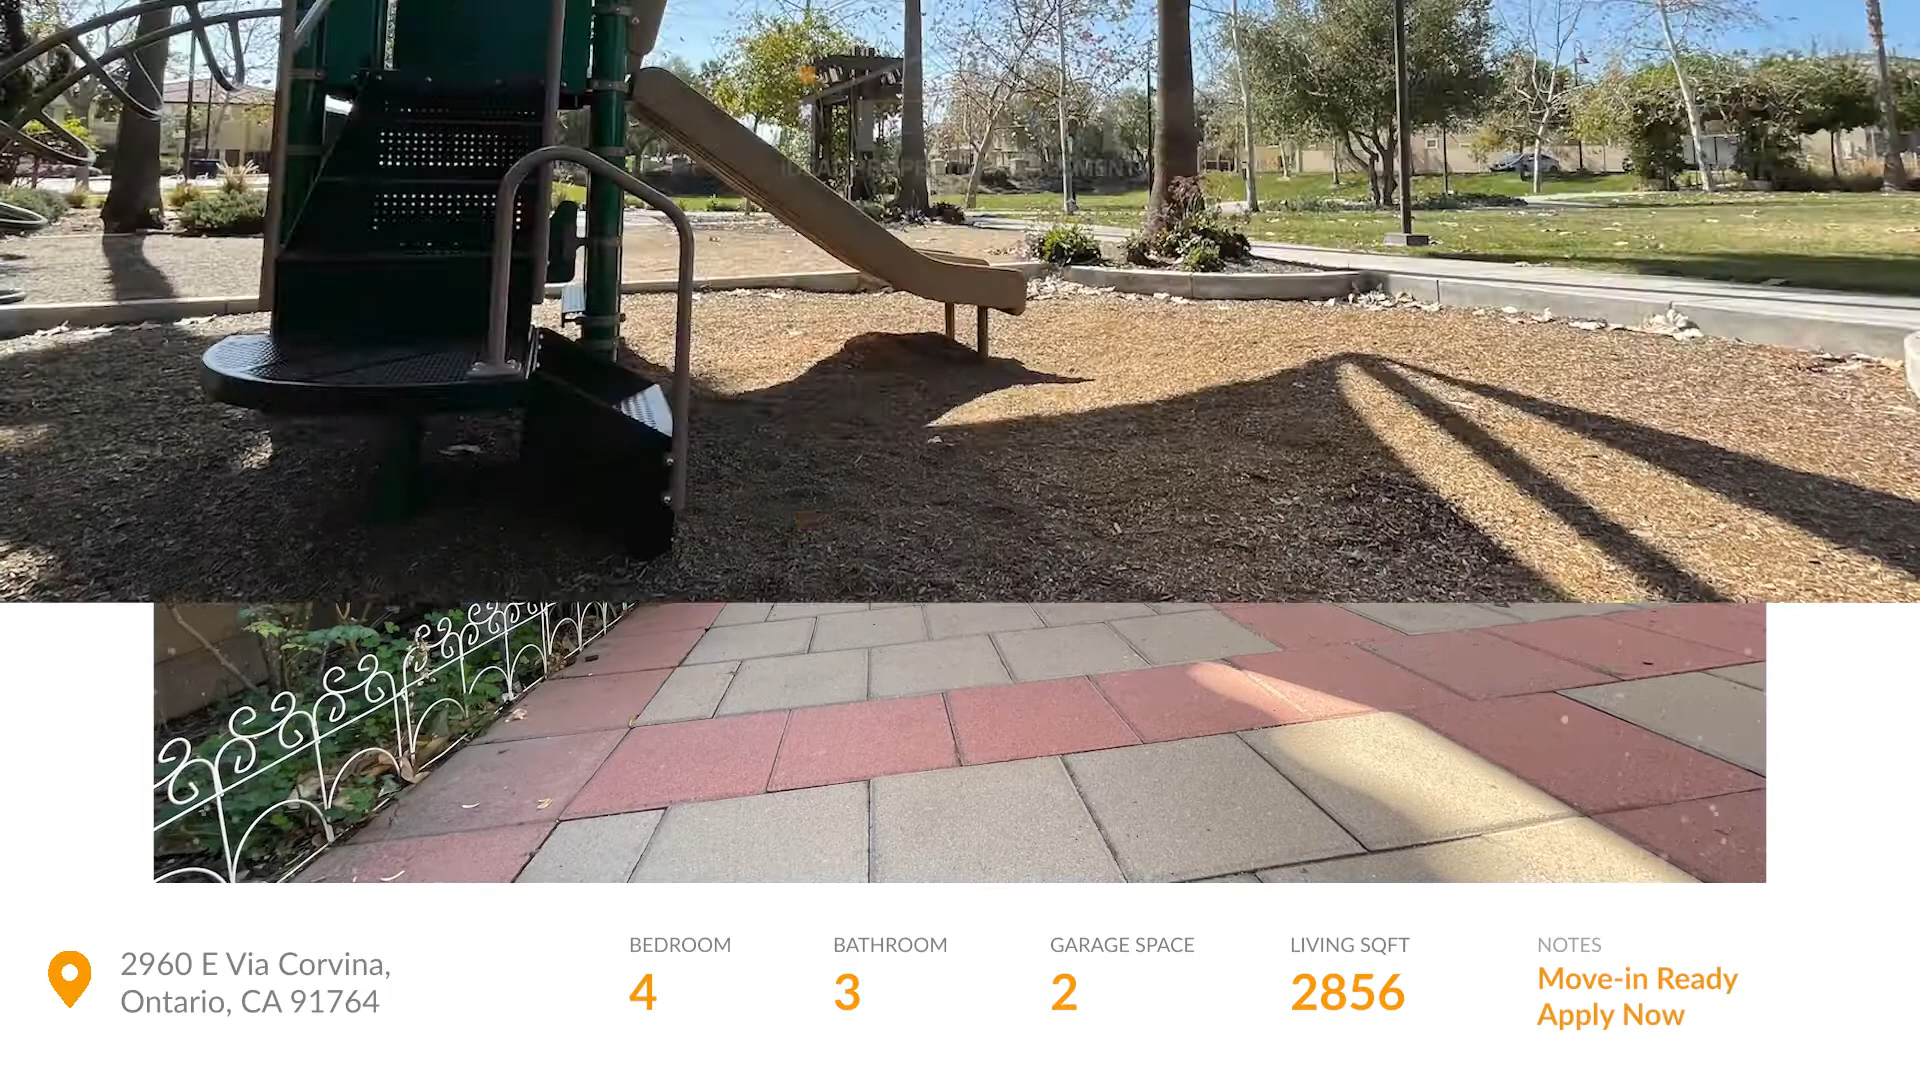 2960 E Via Corvina,
Ontario, CA 91764
BEDROOM
4
BATHROOM
3
GARAGE SPACE
2
LIVING SQFT
2856
NOTES
Move-in Ready
Apply Now